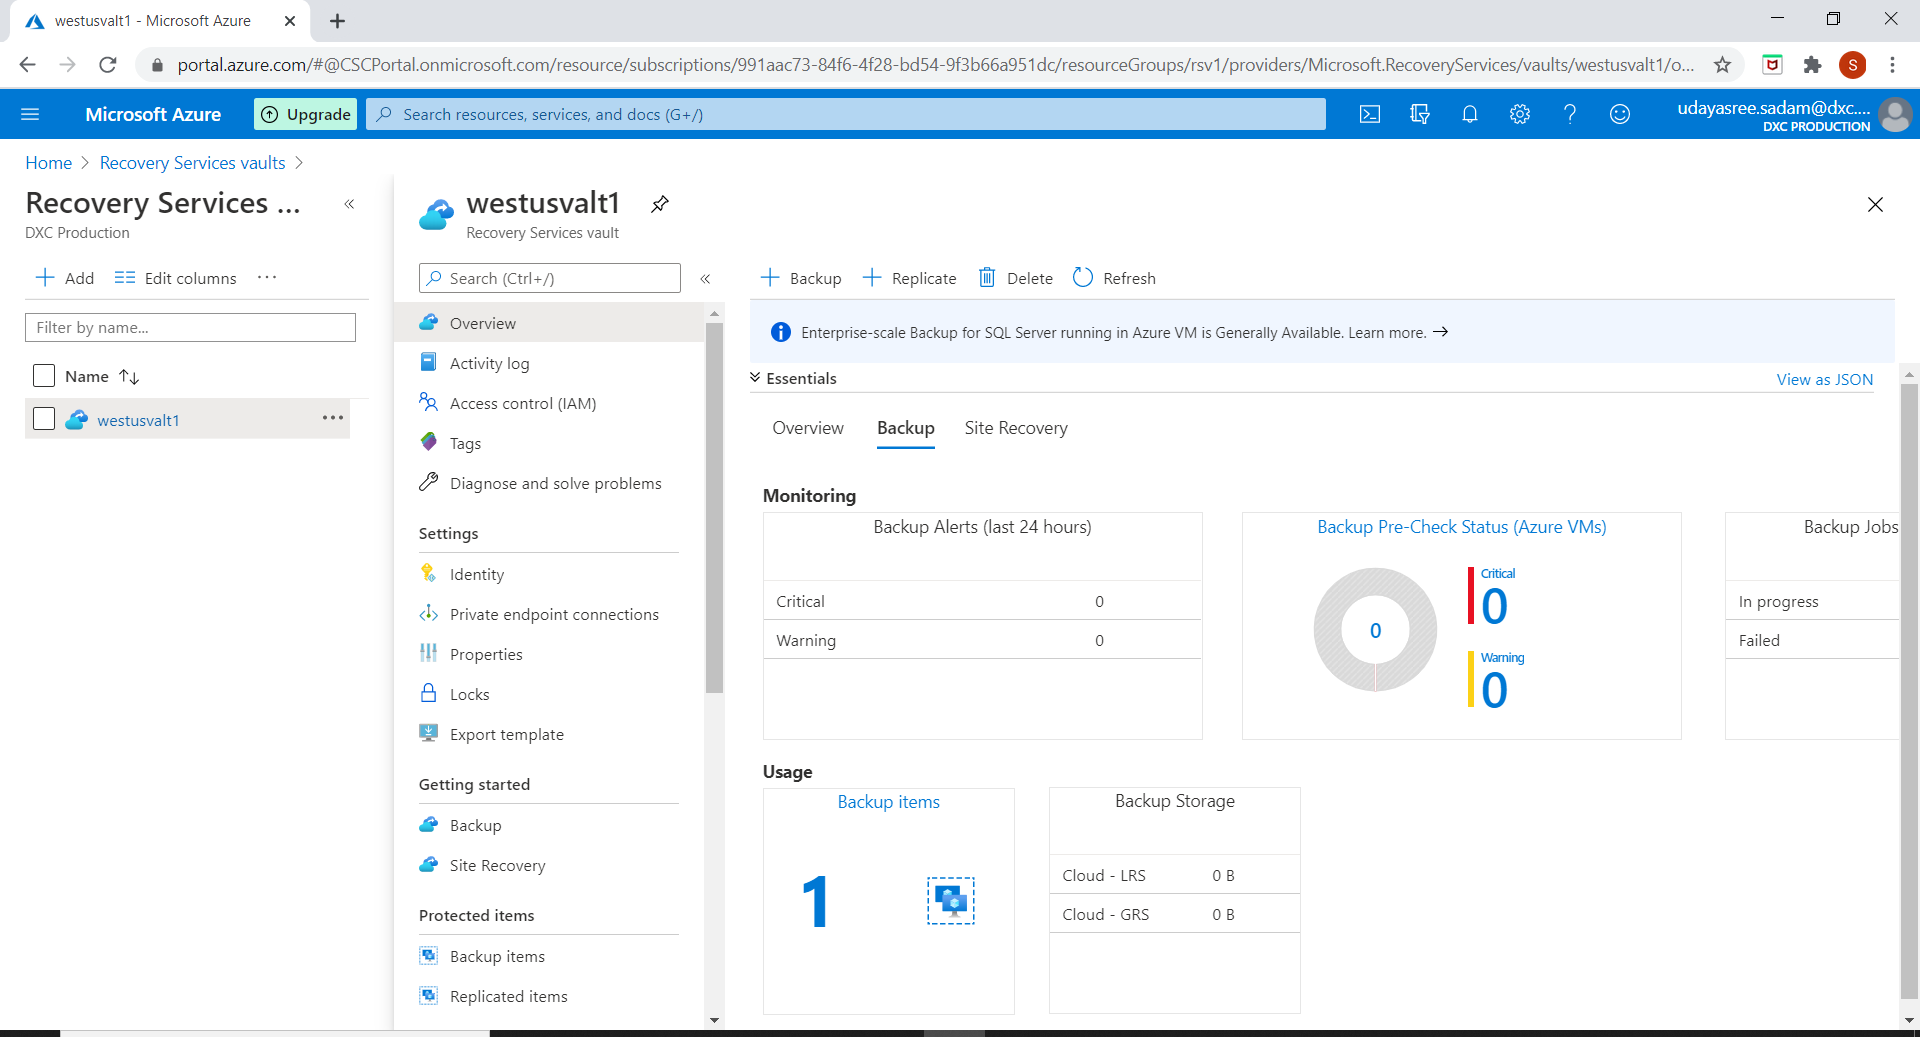 westusvalt1 - Microsoft Azure
portal.azure.com/#@CSCPortal.onmicrosoft.com/resource/subscriptions/991aac73-84f6-4f28-bd54-9f3b66a951dc/resourceGroups/rsv1/providers/Microsoft.RecoveryServices/vaults/westusvalt1/o...
S
Microsoft Azure
Upgrade
Search resources, services, and docs (G+/)
udayasree.sadam@dxc....
DXC PRODUCTION
Home > Recovery Services vaults >
Recovery Services ...
DXC Production
Add
Edit columns
...
Filter by name...
Name
westusvalt1
...
westusvalt1
Recovery Services vault
Search (Ctrl+/)
Overview
Activity log
Access control (IAM)
Tags
Diagnose and solve problems
Settings
Identity
Private endpoint connections
Properties
Locks
Export template
Getting started
Backup
Site Recovery
Protected items
Backup items
Replicated items
Backup
Replicate
Delete
Refresh
Enterprise-scale Backup for SQL Server running in Azure VM is Generally Available. Learn more. →
Essentials
View as JSON
Overview
Backup
Site Recovery
Monitoring
Backup Alerts (last 24 hours)
Critical 0
Warning 0
Backup Pre-Check Status (Azure VMs)
0
Critical
0
Warning
0
Backup Jobs
In progress
Failed
Usage
Backup items
1
Backup Storage
Cloud - LRS 0 B
Cloud - GRS 0 B